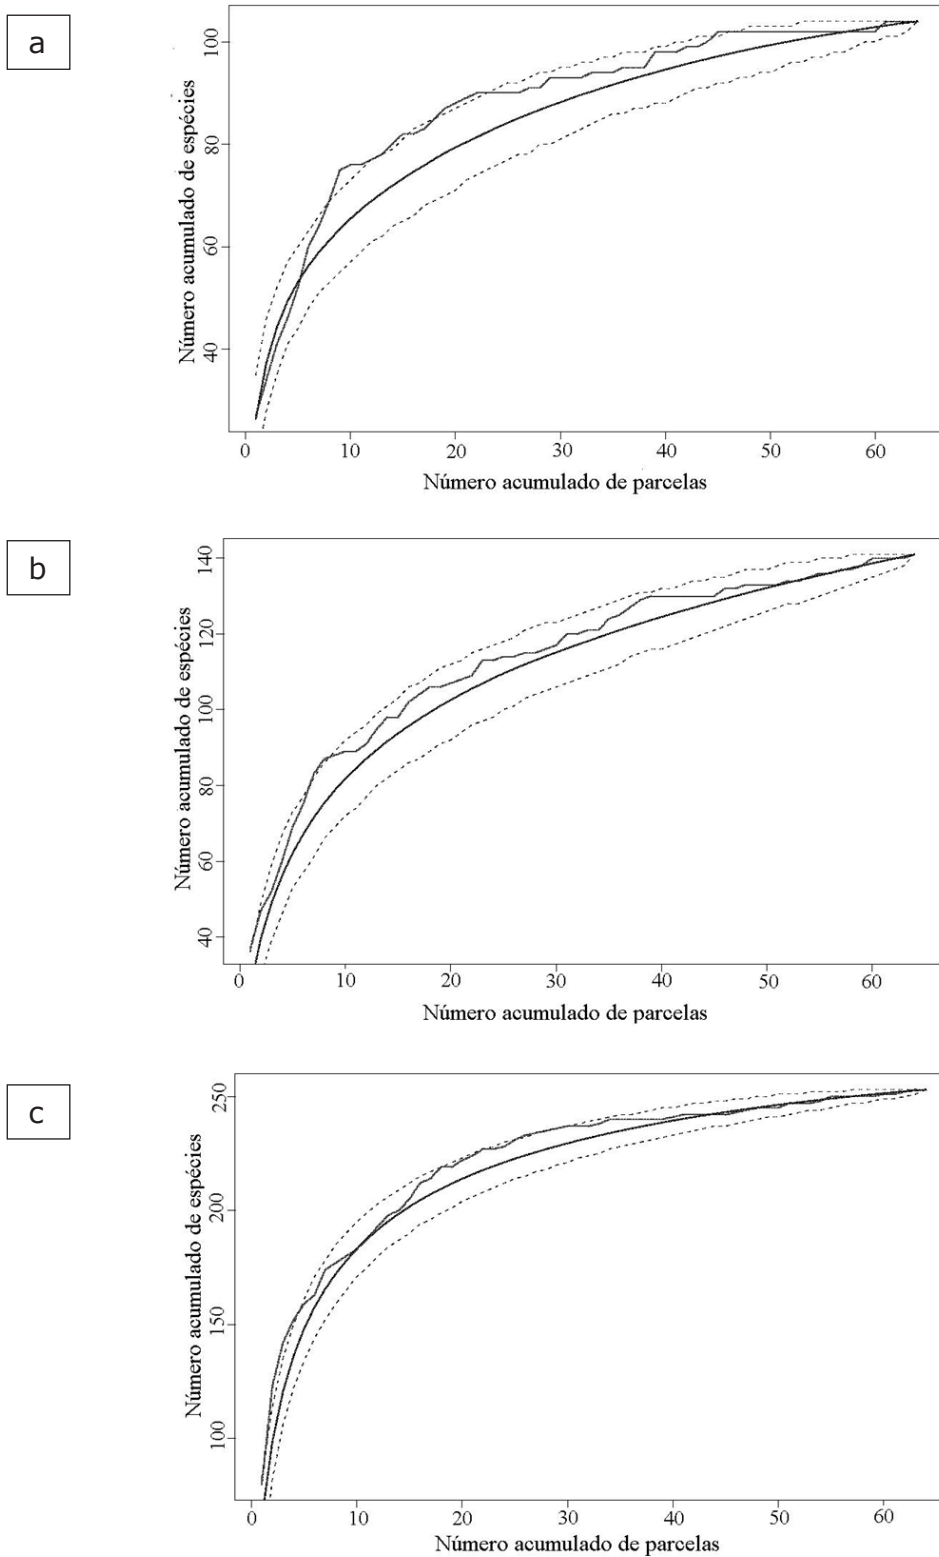 a
Número acumulado de espécies
100
80
60
40
0 10 20 30 40 50 60
Número acumulado de parcelas
b
Número acumulado de espécies
140
120
100
80
60
40
0 10 20 30 40 50 60
Número acumulado de parcelas
c
Número acumulado de espécies
250
200
150
100
0 10 20 30 40 50 60
Número acumulado de parcelas